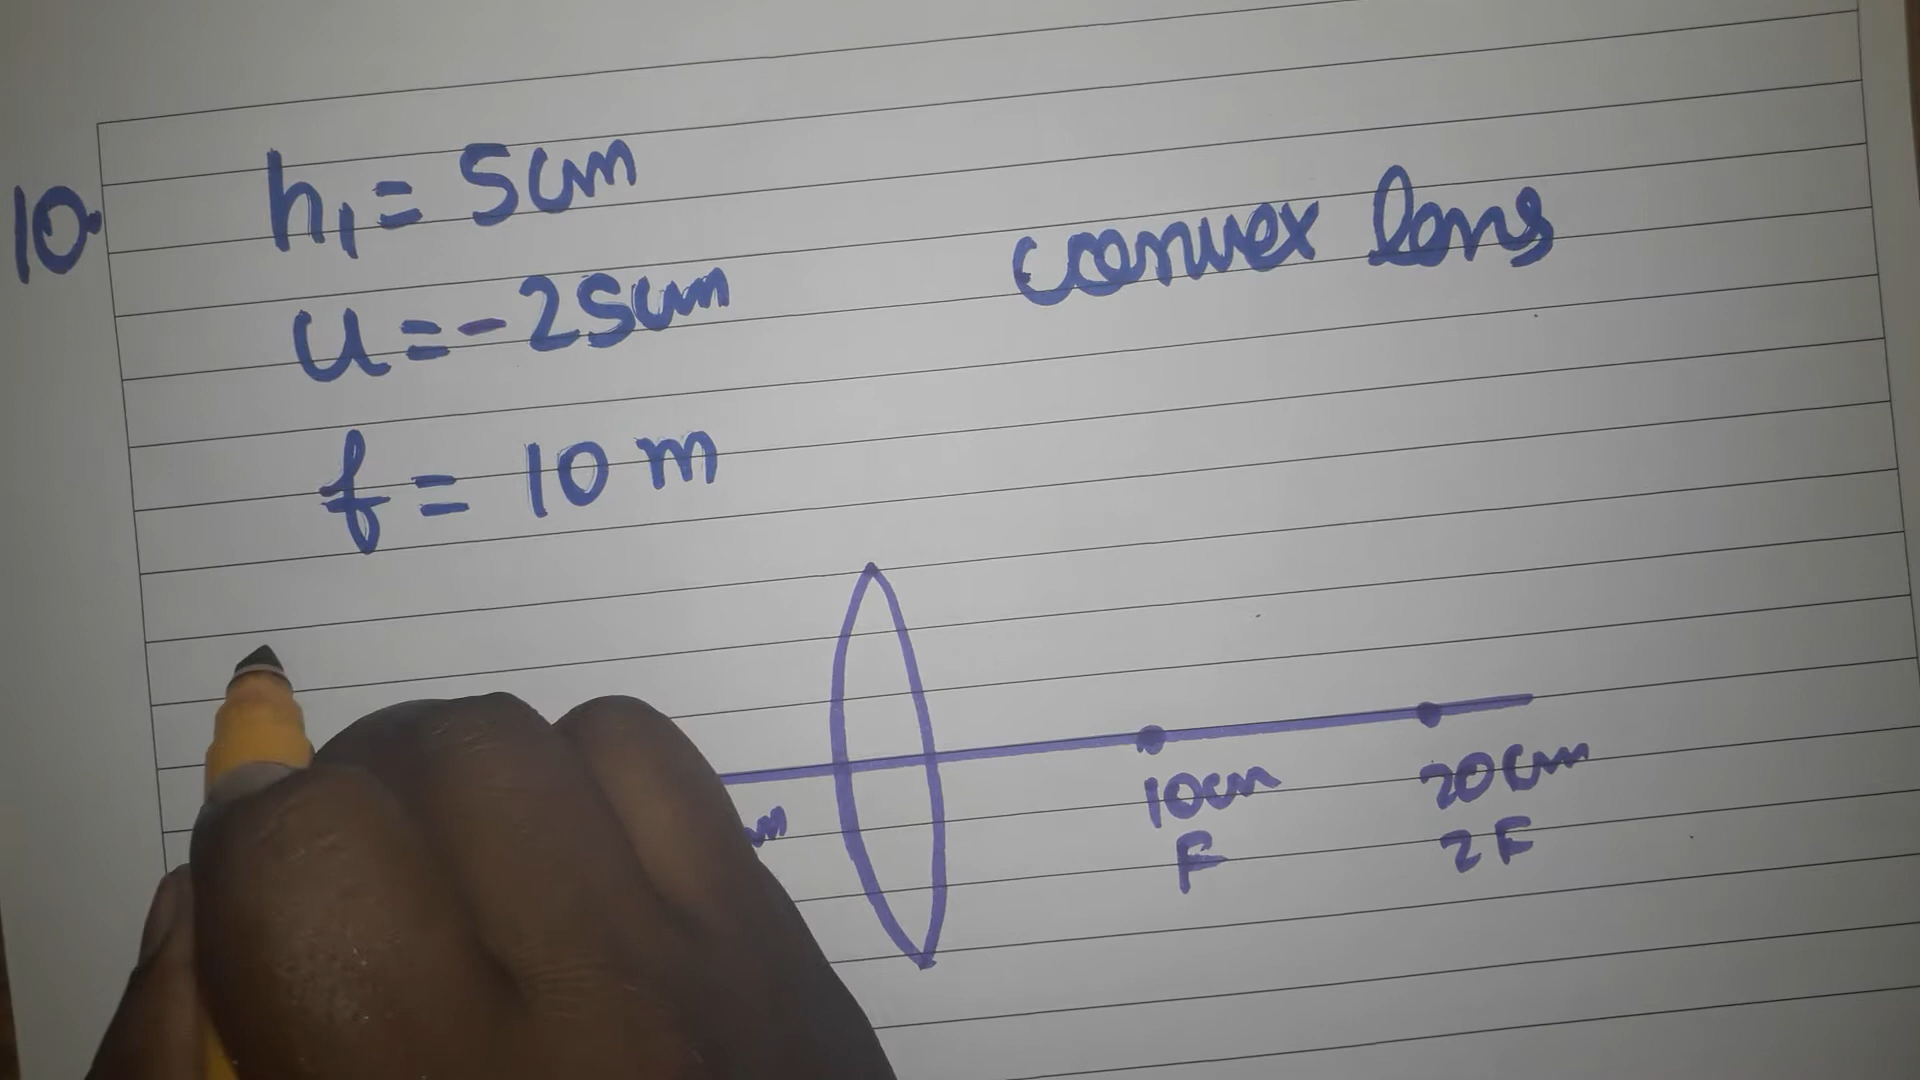 10.
h₁ = 5cm
convex lens
u = - 25cm
f = 10 m
10cm
20cm
F
2F